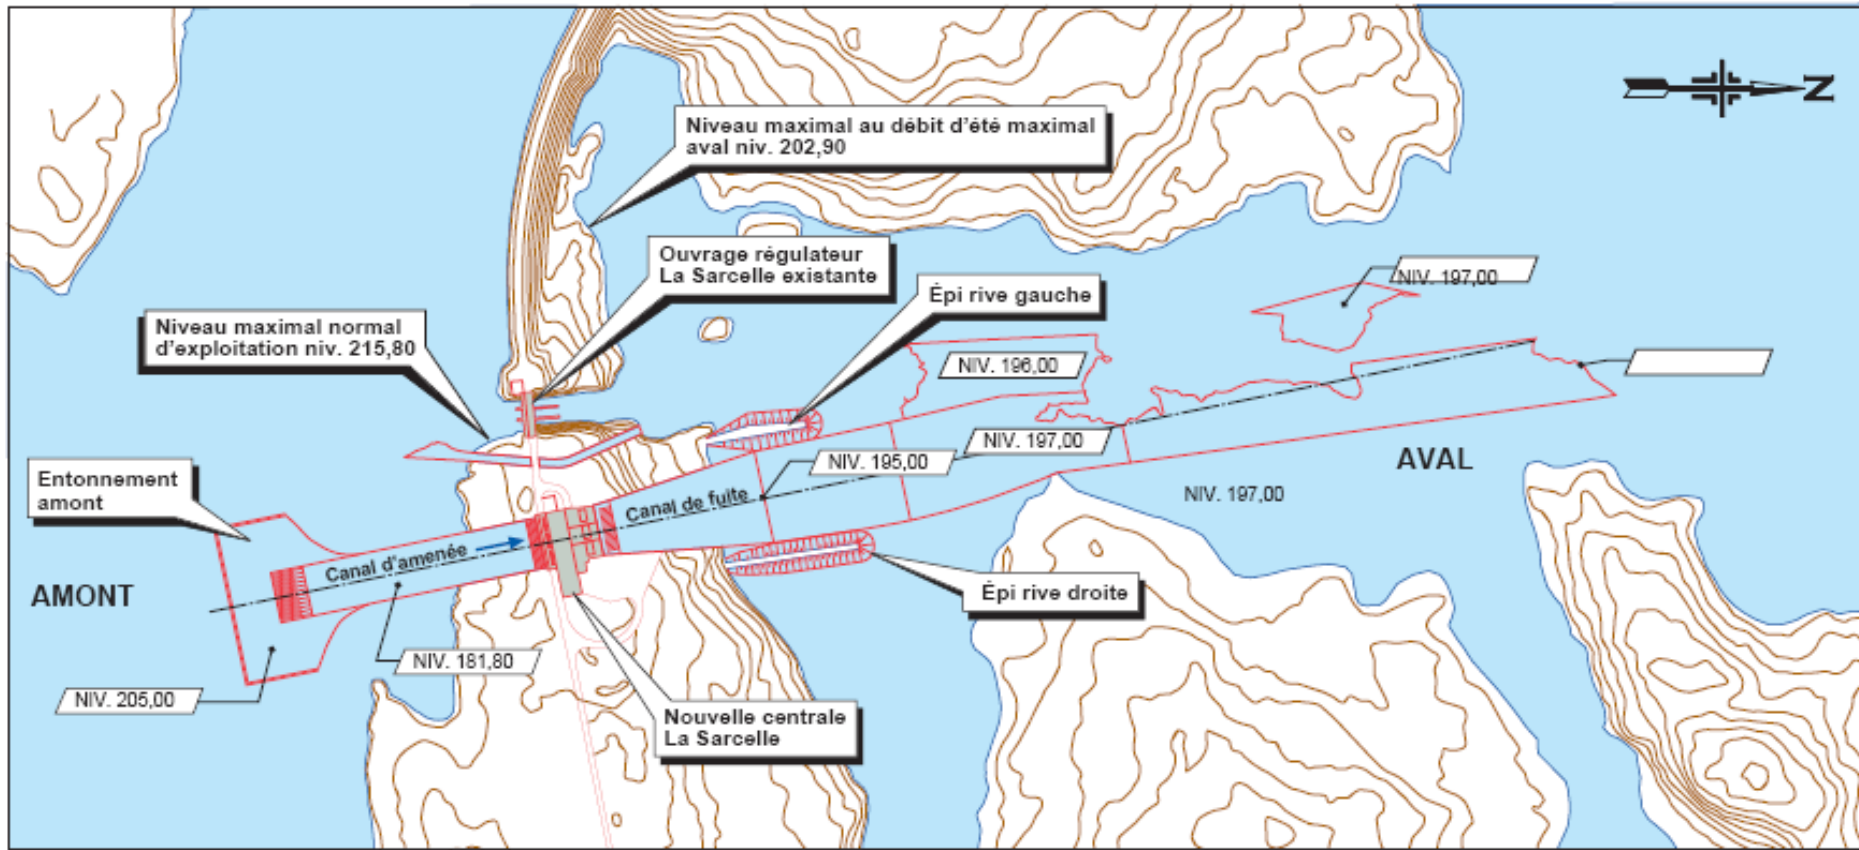 N
Niveau maximal au débit d'été maximal
aval niv. 202,90
Ouvrage régulateur
La Sarcelle existante
Épi rive gauche
NIV. 197,00
Niveau maximal normal
d'exploitation niv. 215,80
NIV. 196,00
NIV. 197,00
NIV. 195,00
AVAL
Entonnement
amont
Canal de fuite
NIV. 197,00
Canal d'amenée
AMONT
Épi rive droite
NIV. 181,80
NIV. 205,00
Nouvelle centrale
La Sarcelle